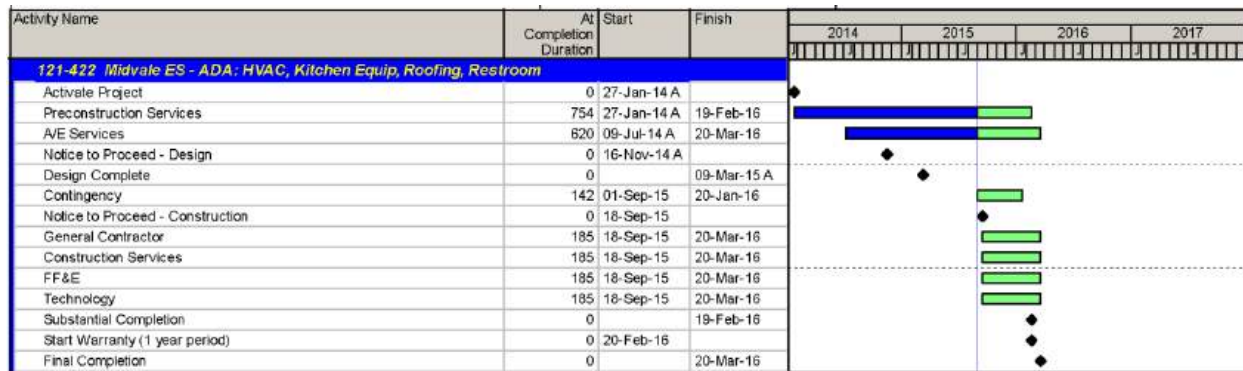 Activity Name At Start Finish
Completion
Duration
2014 2015 2016 2017
J J J J J J J J
121-422 Midvale ES - ADA: HVAC, Kitchen Equip, Roofing, Restroom
Activate Project 0 27-Jan-14 A
Preconstruction Services 754 27-Jan-14 A 19-Feb-16
A/E Services 620 09-Jul-14 A 20-Mar-16
Notice to Proceed - Design 0 16-Nov-14 A
Design Complete 0 09-Mar-15 A
Contingency 142 01-Sep-15 20-Jan-16
Notice to Proceed - Construction 0 18-Sep-15
General Contractor 185 18-Sep-15 20-Mar-16
Construction Services 185 18-Sep-15 20-Mar-16
FF&E 185 18-Sep-15 20-Mar-16
Technology 185 18-Sep-15 20-Mar-16
Substantial Completion 0 19-Feb-16
Start Warranty (1 year period) 0 20-Feb-16
Final Completion 0 20-Mar-16